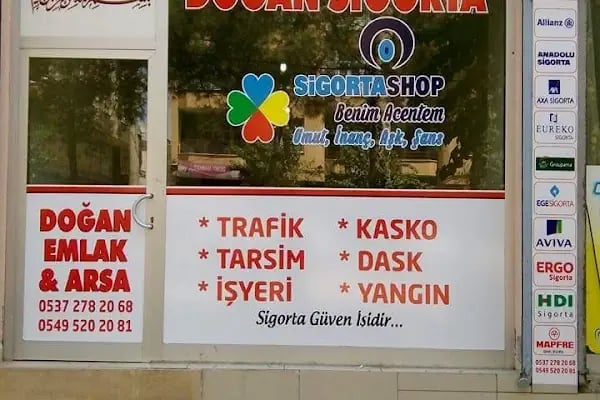 DOĞAN SİGORTA
SİGORTASHOP
Benim Acentem
Umut, İnanç, Aşk, Şans
DOĞAN
EMLAK
& ARSA
0537 278 20 68
0549 520 20 81
* TRAFİK
* TARSİM
* İŞYERİ
* KASKO
* DASK
* YANGIN
Sigorta Güven İşidir...
Allianz
ANADOLU
SİGORTA
AXA SİGORTA
EUREKO
SİGORTA
Groupama
EGESİGORTA
AVIVA
ERGO
Sigorta
HDI
Sigorta
MAPFRE
0537 278 20 68
0549 520 20 81